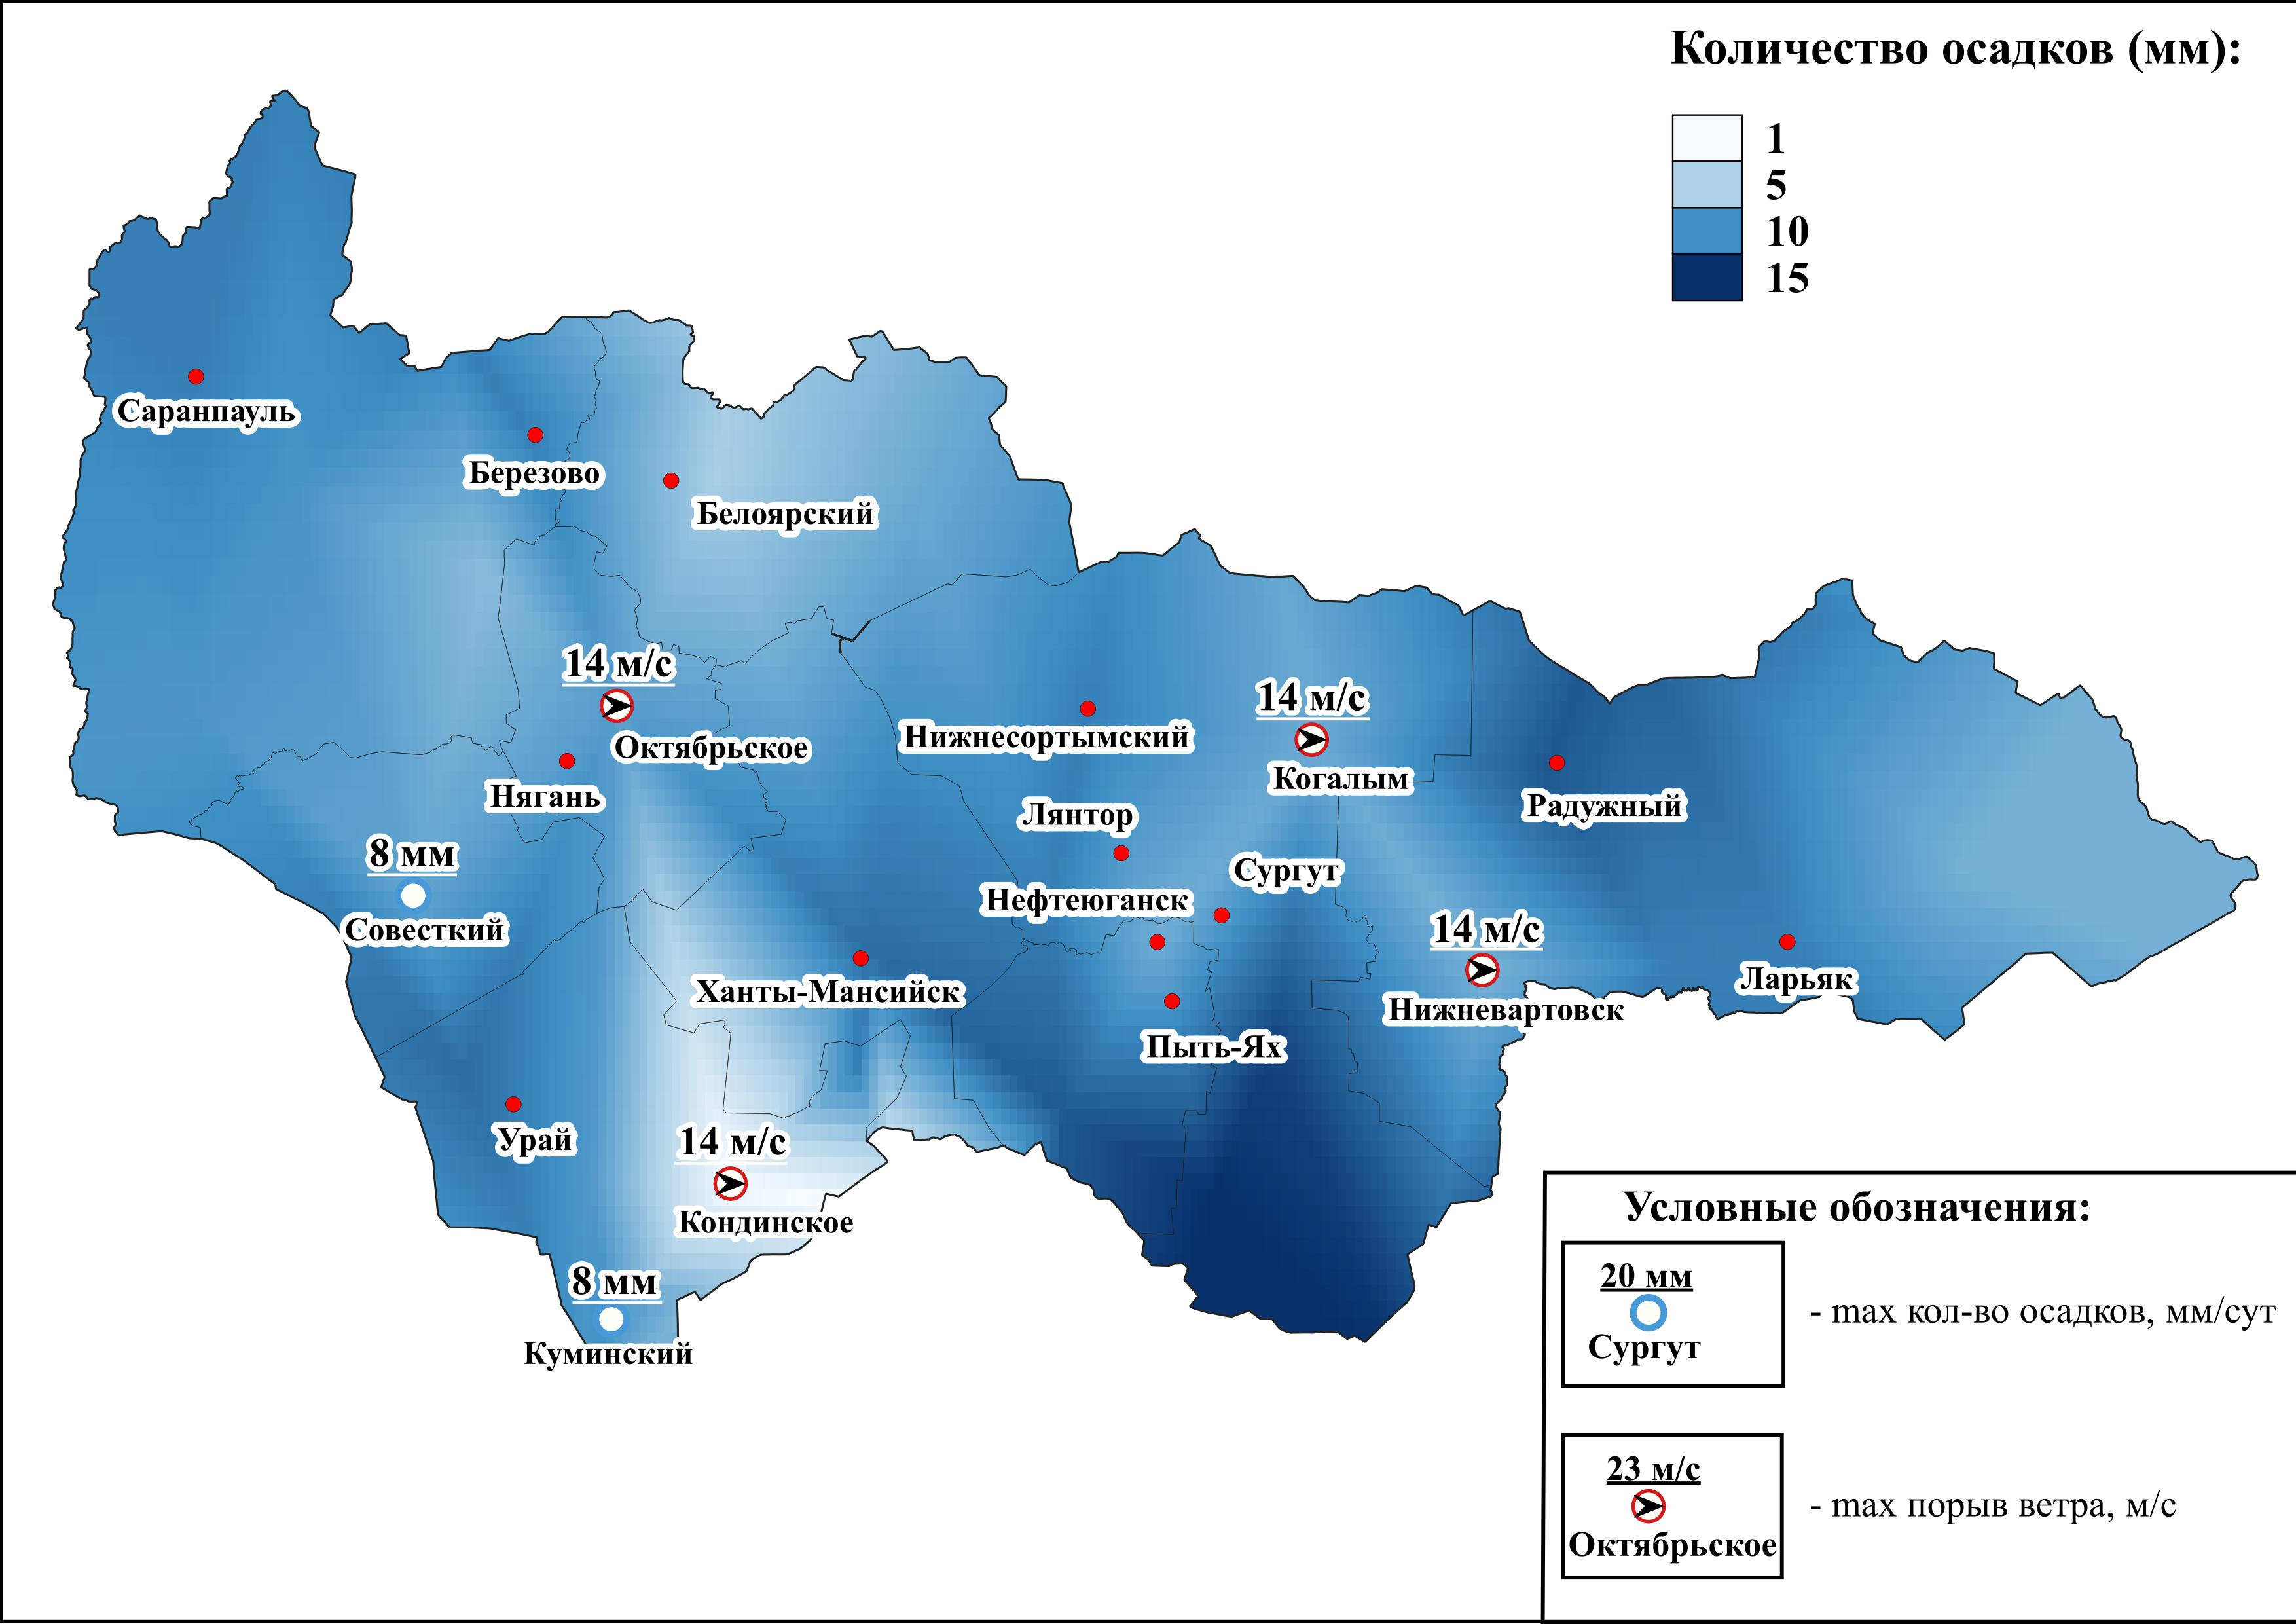 Количество осадков (мм):
1
5
10
15
Саранпауль
Березово
Белоярский
14 м/с
Октябрьское
Нягань
14 м/с
Когалым
Нижнесортымский
Радужный
Лянтор
8 мм
Совесткий
Сургут
Нефтеюганск
14 м/с
Нижневартовск
Ларьяк
Ханты-Мансийск
Пыть-Ях
Урай
14 м/с
Кондинское
8 мм
Куминский
Условные обозначения:
20 мм
Сургут
- max кол-во осадков, мм/сут
23 м/с
Октябрьское
- max порыв ветра, м/с